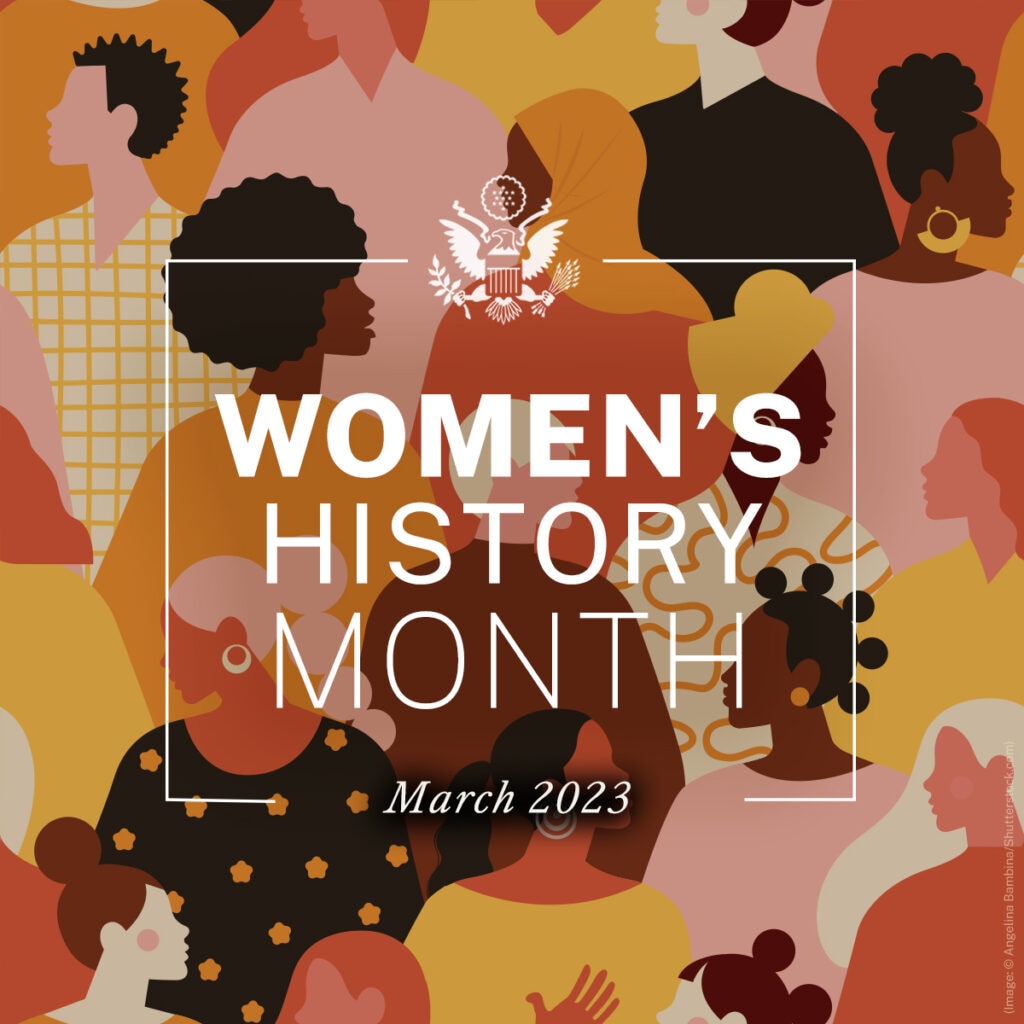 WOMEN'S
HISTORY
MONTH
March 2023
(Image: © Angelina Bambina/Shutterstock.com)